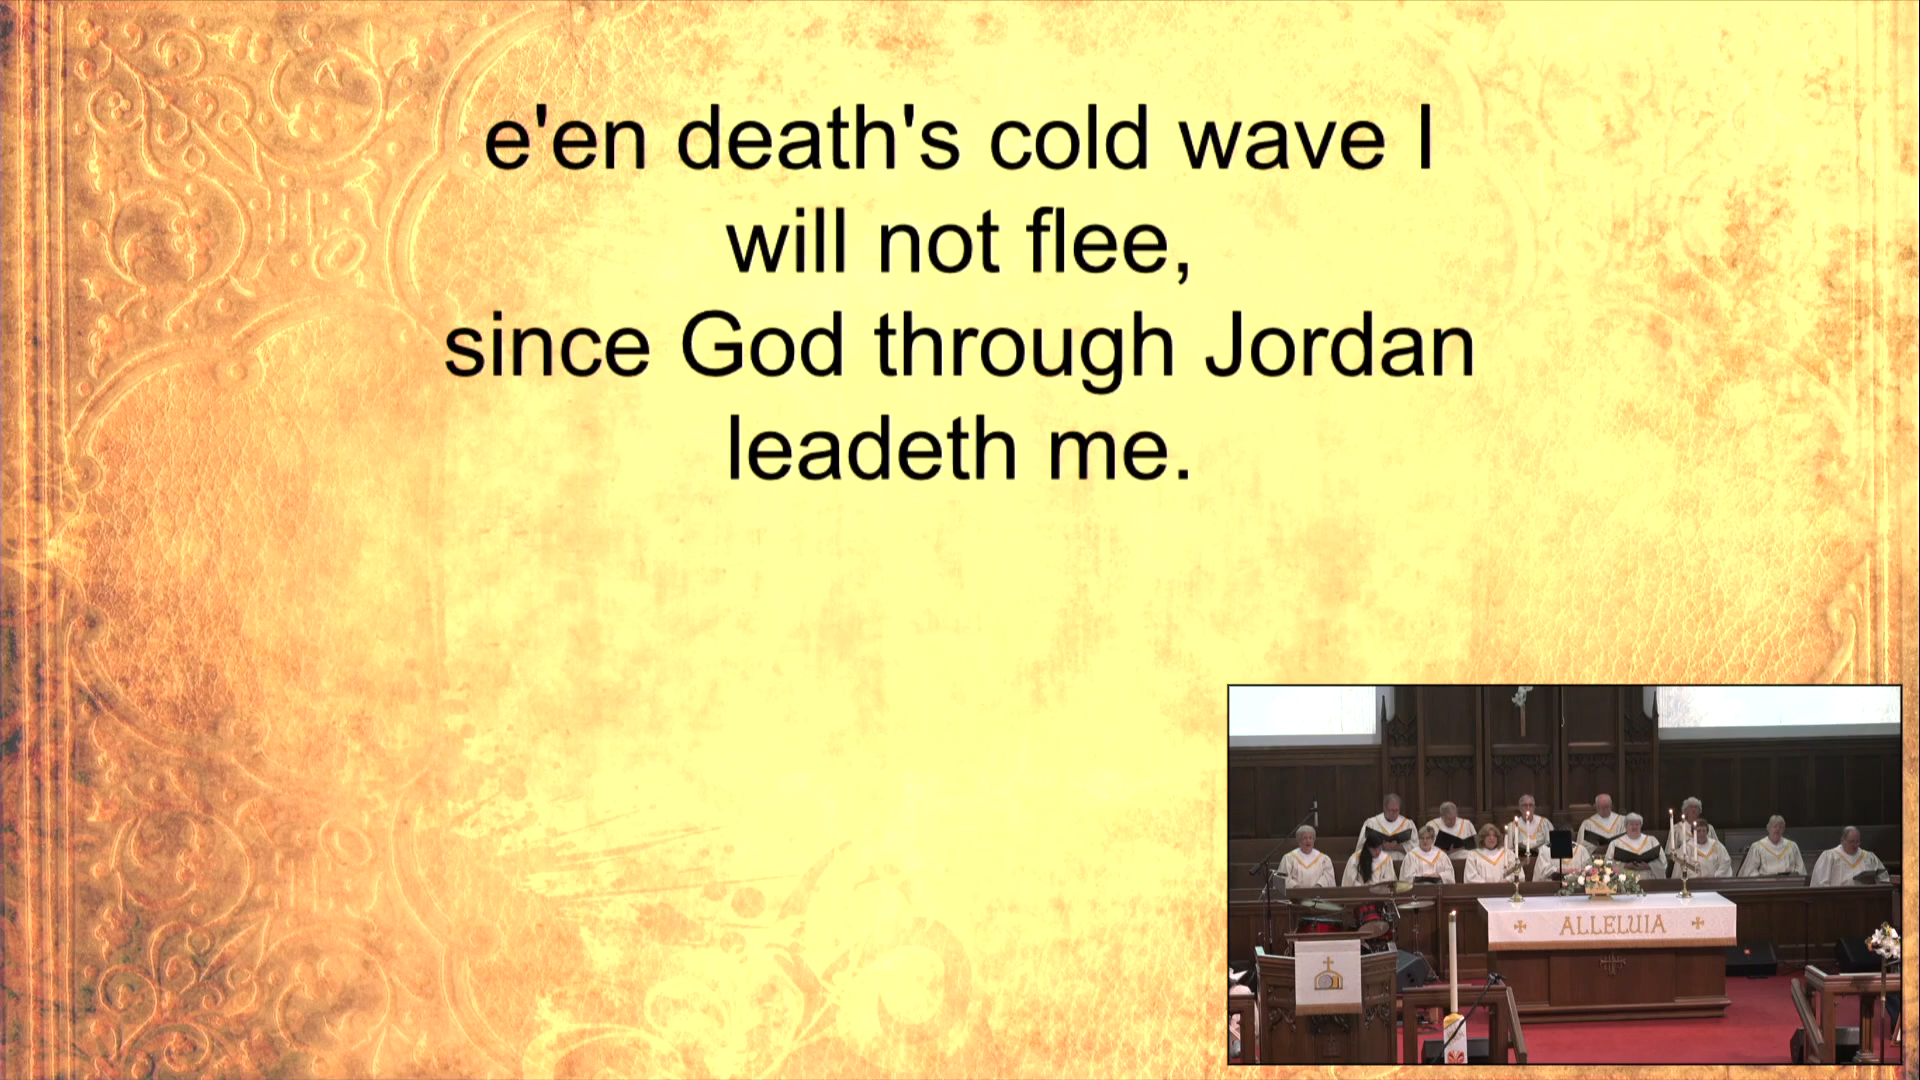 e'en death's cold wave I
will not flee,
since God through Jordan
leadeth me.
ALLELUIA